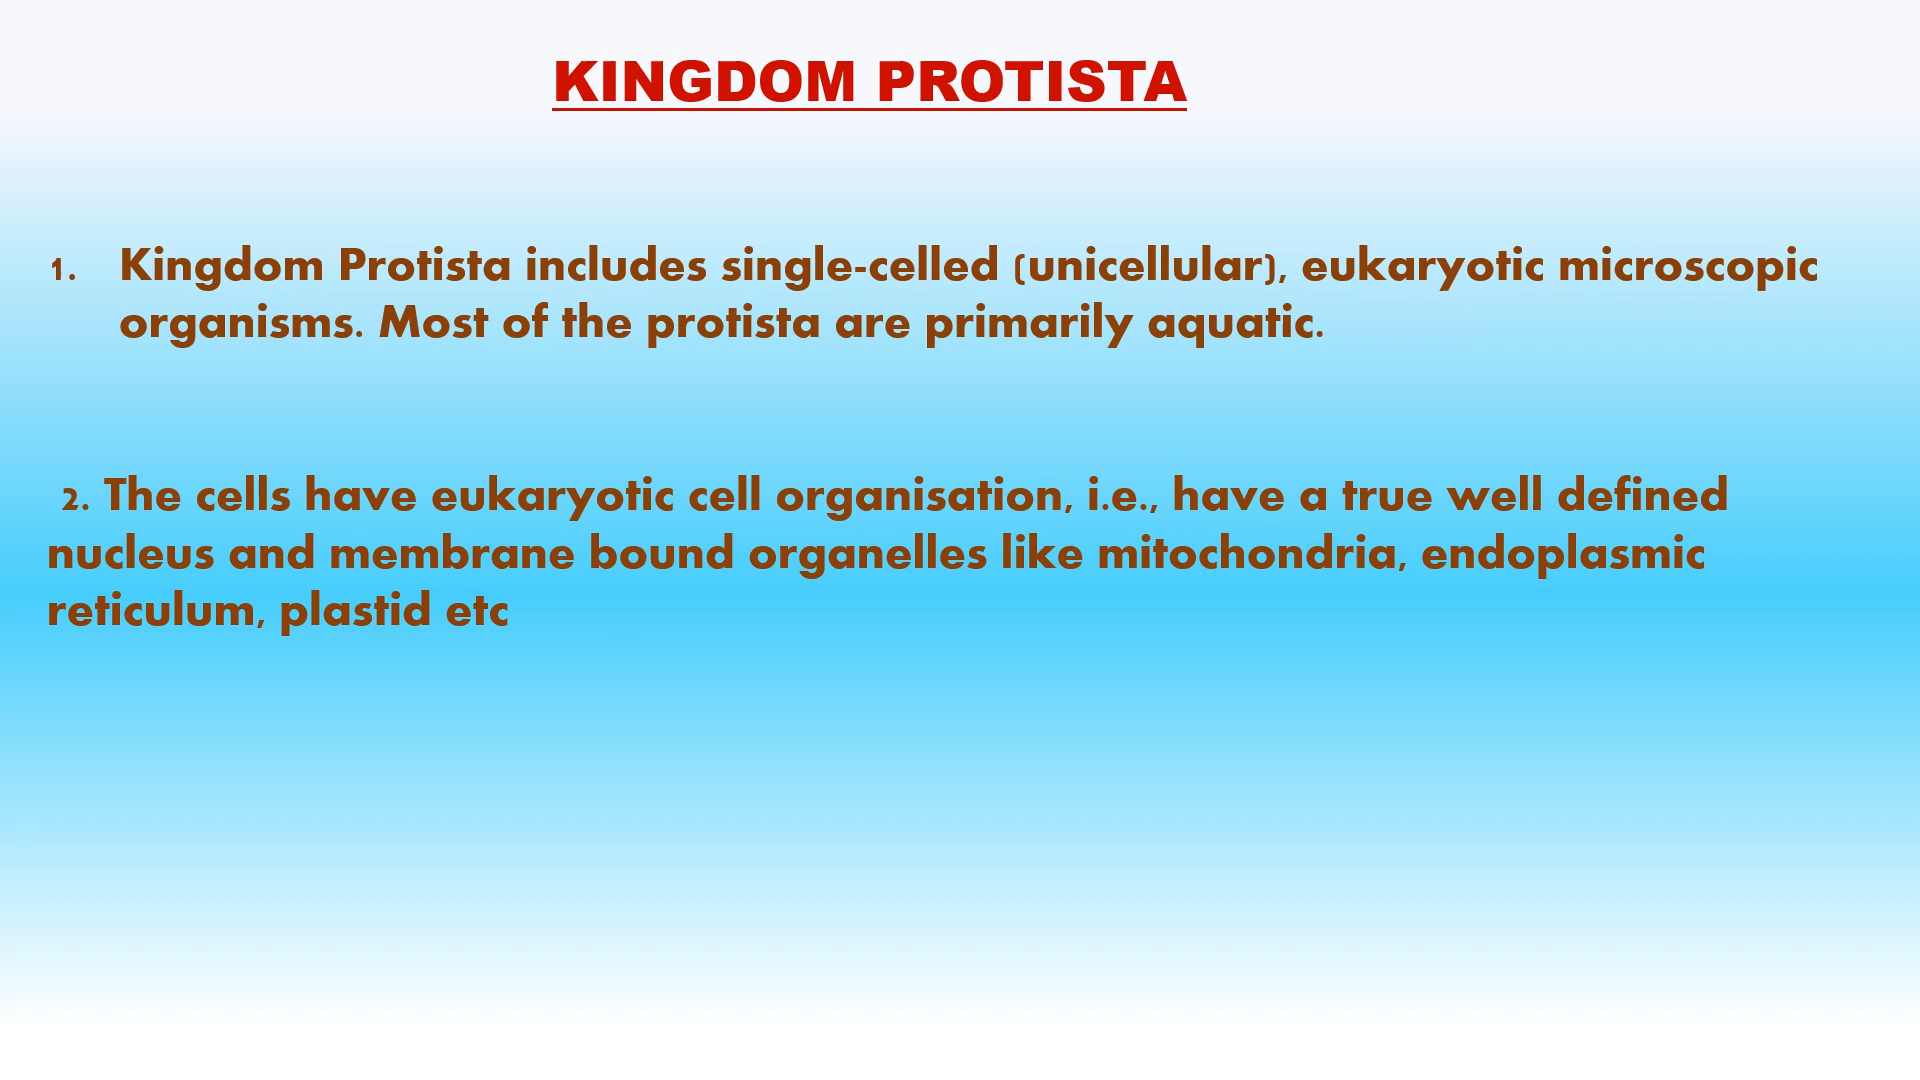 KINGDOM PROTISTA
1. Kingdom Protista includes single-celled (unicellular), eukaryotic microscopic
organisms. Most of the protista are primarily aquatic.
2. The cells have eukaryotic cell organisation, i.e., have a true well defined
nucleus and membrane bound organelles like mitochondria, endoplasmic
reticulum, plastid etc